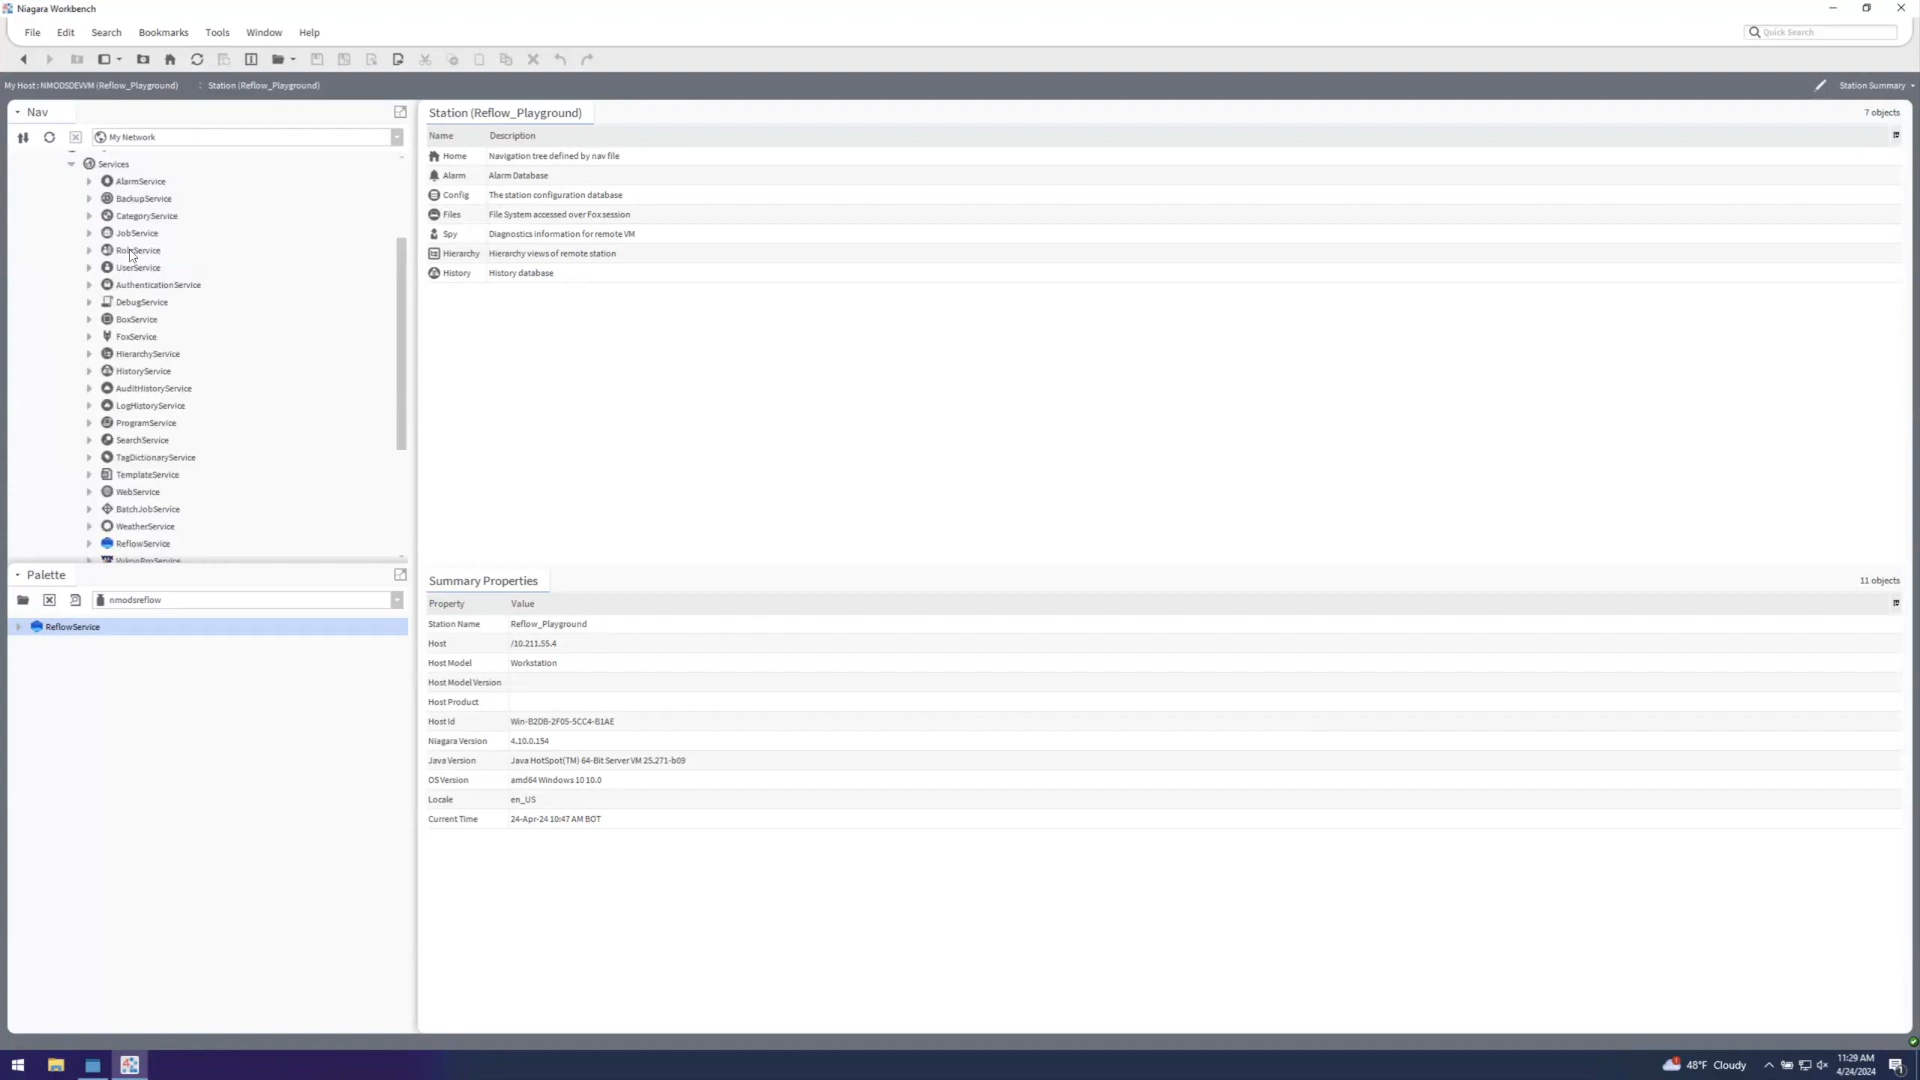 Niagara Workbench
File Edit Search Bookmarks Tools Window Help
Quick Search
My Host : NMODSDEVVM (Reflow_Playground) : Station (Reflow_Playground)
Station Summary
Nav
My Network
Services
AlarmService
BackupService
CategoryService
JobService
RoleService
UserService
AuthenticationService
DebugService
BoxService
FoxService
HierarchyService
HistoryService
AuditHistoryService
LogHistoryService
ProgramService
SearchService
TagDictionaryService
TemplateService
WebService
BatchJobService
WeatherService
ReflowService
Palette
nmodsreflow
ReflowService
Station (Reflow_Playground) 7 objects
Name Description
Home Navigation tree defined by nav file
Alarm Alarm Database
Config The station configuration database
Files File System accessed over Fox session
Spy Diagnostics information for remote VM
Hierarchy Hierarchy views of remote station
History History database
Summary Properties 11 objects
Property Value
Station Name Reflow_Playground
Host /10.211.55.4
Host Model Workstation
Host Model Version
Host Product
Host Id Win-B2DB-2F05-5CC4-B1AE
Niagara Version 4.10.0.154
Java Version Java HotSpot(TM) 64-Bit Server VM 25.271-b09
OS Version amd64 Windows 10 10.0
Locale en_US
Current Time 24-Apr-24 10:47 AM BOT
48°F Cloudy
11:29 AM
4/24/2024